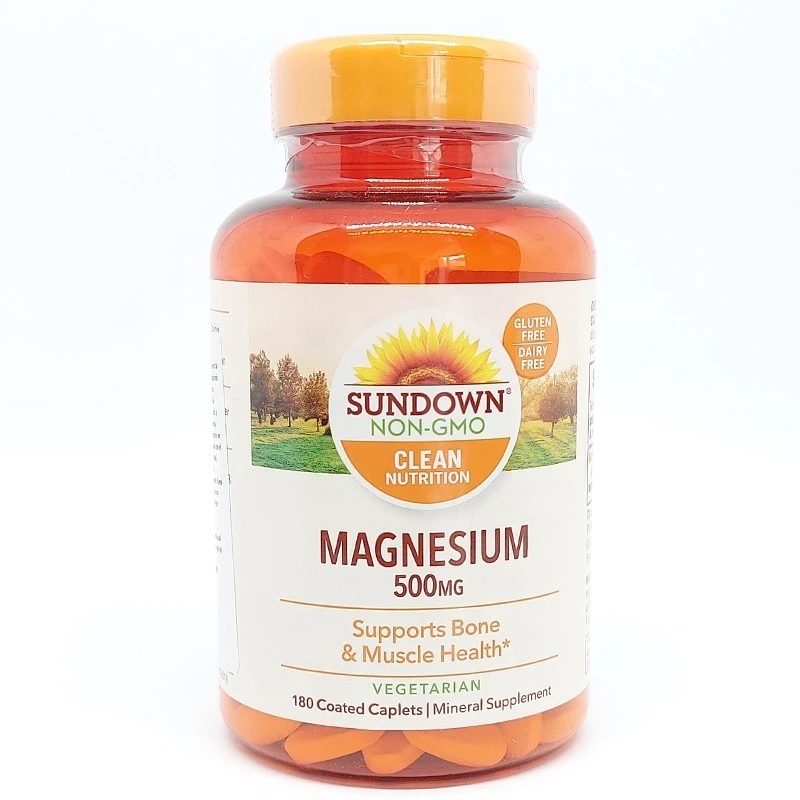 GLUTEN
FREE
DAIRY
FREE
SUNDOWN®
NON-GMO
CLEAN
NUTRITION
MAGNESIUM
500MG
Supports Bone
& Muscle Health*
VEGETARIAN
180 Coated Caplets | Mineral Supplement